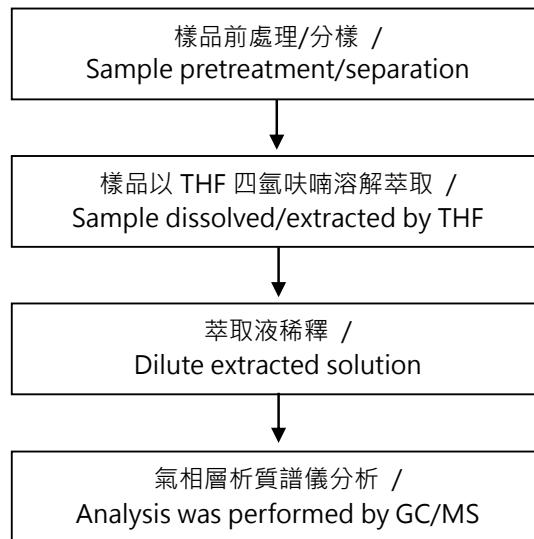 樣品前處理/分樣 /
Sample pretreatment/separation
樣品以 THF 四氫呋喃溶解萃取 /
Sample dissolved/extracted by THF
萃取液稀釋 /
Dilute extracted solution
氣相層析質譜儀分析 /
Analysis was performed by GC/MS